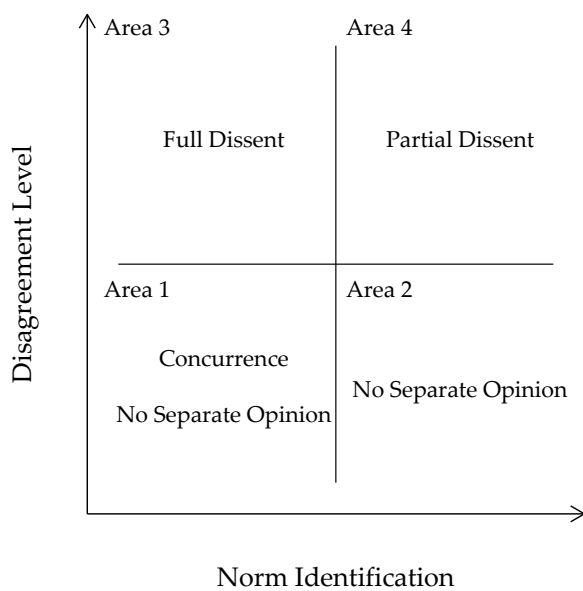 Area 3
Area 4
Full Dissent
Partial Dissent
Disagreement Level
Area 1
Area 2
Concurrence
No Separate Opinion
No Separate Opinion
Norm Identification